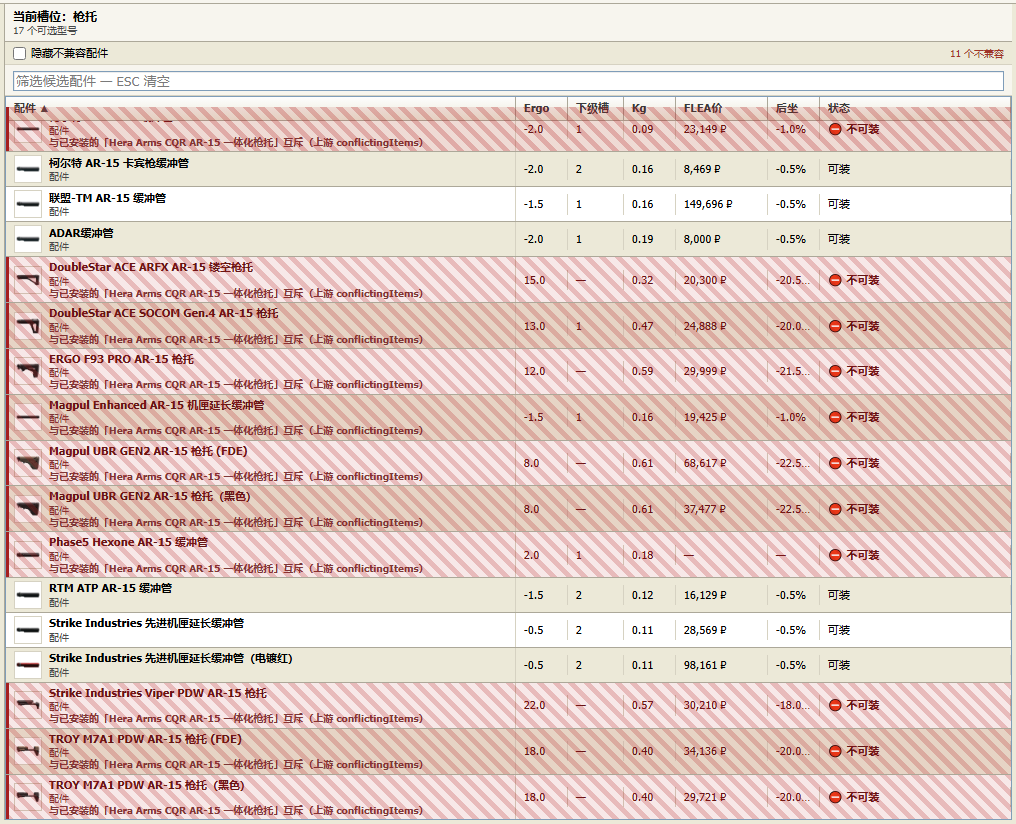 当前槽位：枪托
17 个可选型号
隐藏不兼容配件
11 个不兼容
筛选候选配件 — ESC 清空
配件 ▲ Ergo 下级槽 Kg FLEA价 后坐 状态
配件
与已安装的「Hera Arms CQR AR-15 一体化枪托」互斥（上游 conflictingItems）
-2.0 1 0.09 23,149 ₽ -1.0% 不可装
柯尔特 AR-15 卡宾枪缓冲管
配件
-2.0 2 0.16 8,469 ₽ -0.5% 可装
联盟-TM AR-15 缓冲管
配件
-1.5 1 0.16 149,696 ₽ -0.5% 可装
ADAR缓冲管
配件
-2.0 1 0.19 8,000 ₽ -0.5% 可装
DoubleStar ACE ARFX AR-15 镂空枪托
配件
与已安装的「Hera Arms CQR AR-15 一体化枪托」互斥（上游 conflictingItems）
15.0 — 0.32 20,300 ₽ -20.5... 不可装
DoubleStar ACE SOCOM Gen.4 AR-15 枪托
配件
与已安装的「Hera Arms CQR AR-15 一体化枪托」互斥（上游 conflictingItems）
13.0 1 0.47 24,888 ₽ -20.0... 不可装
ERGO F93 PRO AR-15 枪托
配件
与已安装的「Hera Arms CQR AR-15 一体化枪托」互斥（上游 conflictingItems）
12.0 — 0.59 29,999 ₽ -21.5... 不可装
Magpul Enhanced AR-15 机匣延长缓冲管
配件
与已安装的「Hera Arms CQR AR-15 一体化枪托」互斥（上游 conflictingItems）
-1.5 1 0.16 19,425 ₽ -1.0% 不可装
Magpul UBR GEN2 AR-15 枪托 (FDE)
配件
与已安装的「Hera Arms CQR AR-15 一体化枪托」互斥（上游 conflictingItems）
8.0 — 0.61 68,617 ₽ -22.5... 不可装
Magpul UBR GEN2 AR-15 枪托（黑色）
配件
与已安装的「Hera Arms CQR AR-15 一体化枪托」互斥（上游 conflictingItems）
8.0 — 0.61 37,477 ₽ -22.5... 不可装
Phase5 Hexone AR-15 缓冲管
配件
与已安装的「Hera Arms CQR AR-15 一体化枪托」互斥（上游 conflictingItems）
2.0 1 0.18 — — 不可装
RTM ATP AR-15 缓冲管
配件
-1.5 2 0.12 16,129 ₽ -0.5% 可装
Strike Industries 先进机匣延长缓冲管
配件
-0.5 2 0.11 28,569 ₽ -0.5% 可装
Strike Industries 先进机匣延长缓冲管（电镀红）
配件
-0.5 2 0.11 98,161 ₽ -0.5% 可装
Strike Industries Viper PDW AR-15 枪托
配件
与已安装的「Hera Arms CQR AR-15 一体化枪托」互斥（上游 conflictingItems）
22.0 — 0.57 30,210 ₽ -18.0... 不可装
TROY M7A1 PDW AR-15 枪托 (FDE)
配件
与已安装的「Hera Arms CQR AR-15 一体化枪托」互斥（上游 conflictingItems）
18.0 — 0.40 34,136 ₽ -20.0... 不可装
TROY M7A1 PDW AR-15 枪托（黑色）
配件
与已安装的「Hera Arms CQR AR-15 一体化枪托」互斥（上游 conflictingItems）
18.0 — 0.40 29,721 ₽ -20.0... 不可装